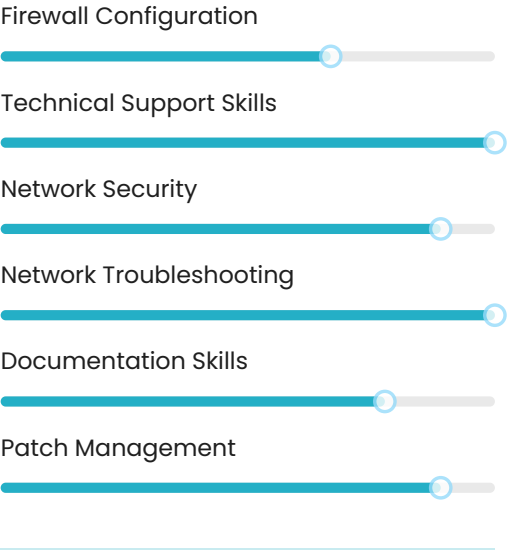 Firewall Configuration
Technical Support Skills
Network Security
Network Troubleshooting
Documentation Skills
Patch Management